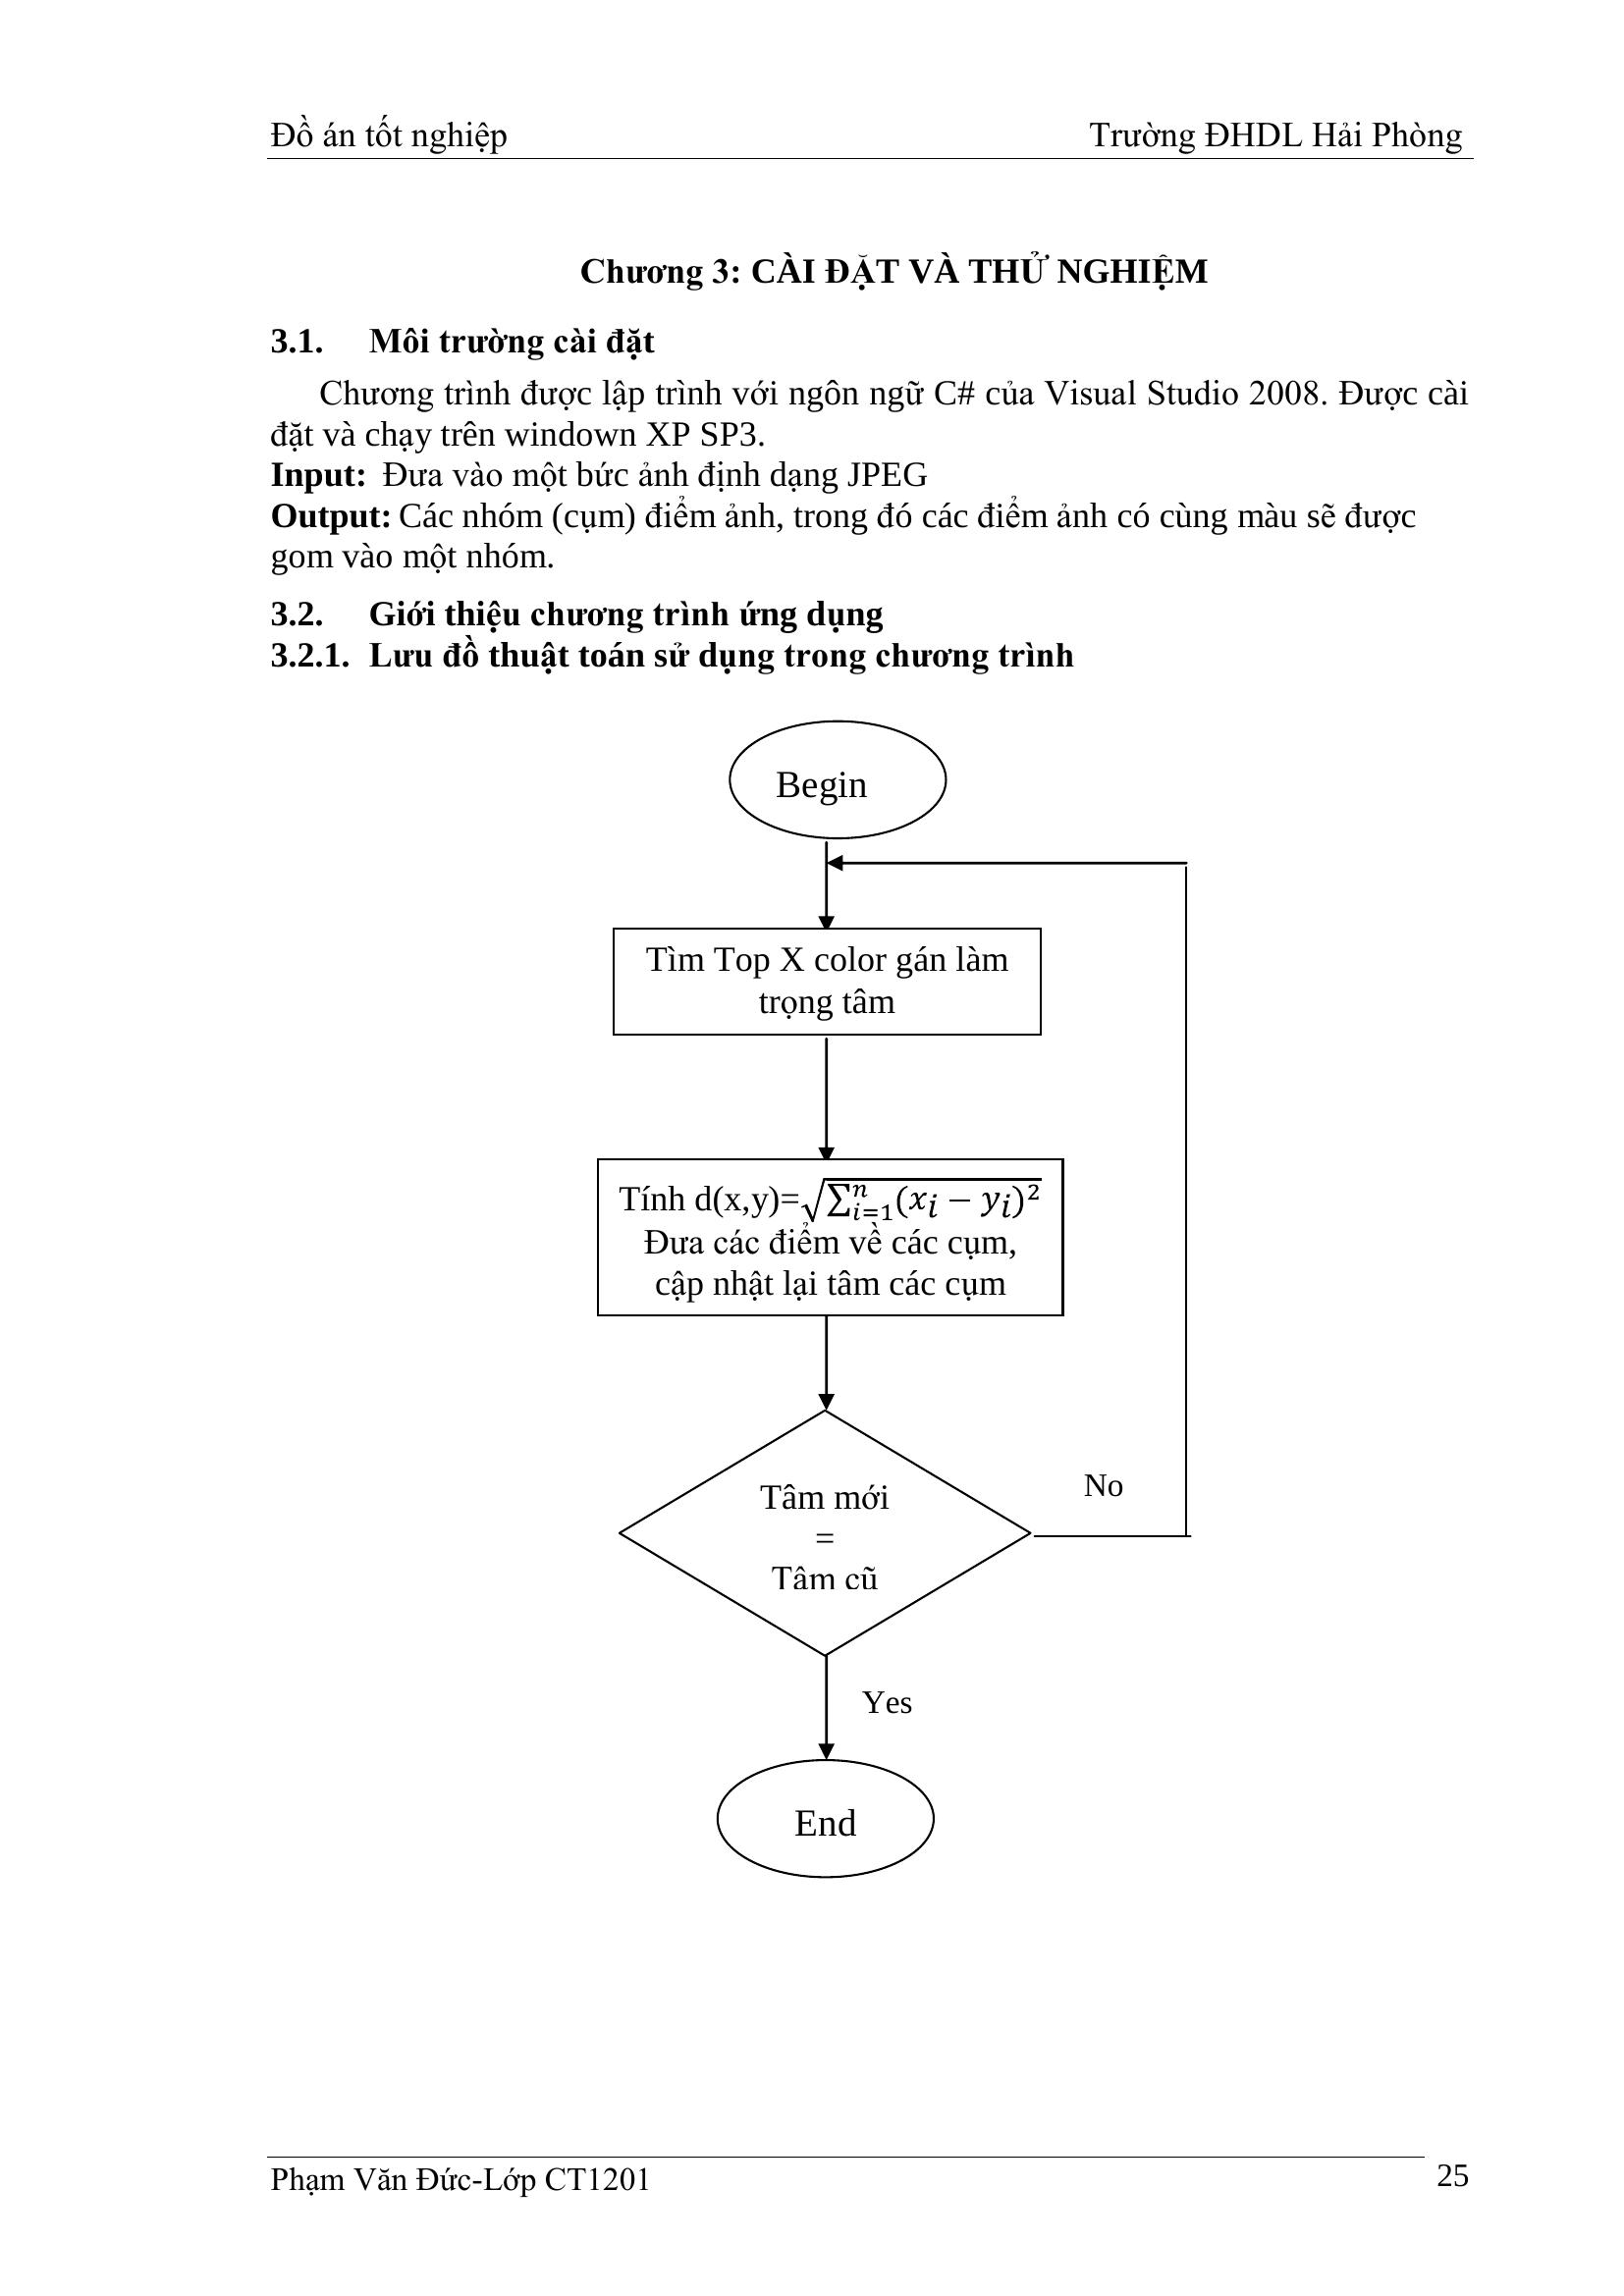 Đồ án tốt nghiệp Trường ĐHDL Hải Phòng
Chương 3: CÀI ĐẶT VÀ THỬ NGHIỆM
3.1. Môi trường cài đặt
Chương trình được lập trình với ngôn ngữ C# của Visual Studio 2008. Được cài
đặt và chạy trên windown XP SP3.
Input: Đưa vào một bức ảnh định dạng JPEG
Output: Các nhóm (cụm) điểm ảnh, trong đó các điểm ảnh có cùng màu sẽ được
gom vào một nhóm.
3.2. Giới thiệu chương trình ứng dụng
3.2.1. Lưu đồ thuật toán sử dụng trong chương trình
Begin
Tìm Top X color gán làm
trọng tâm
Tính d(x,y)=√∑ⁿᵢ₌₁(xᵢ − yᵢ)²
Đưa các điểm về các cụm,
cập nhật lại tâm các cụm
Tâm mới
=
Tâm cũ
No
Yes
End
Phạm Văn Đức-Lớp CT1201 25